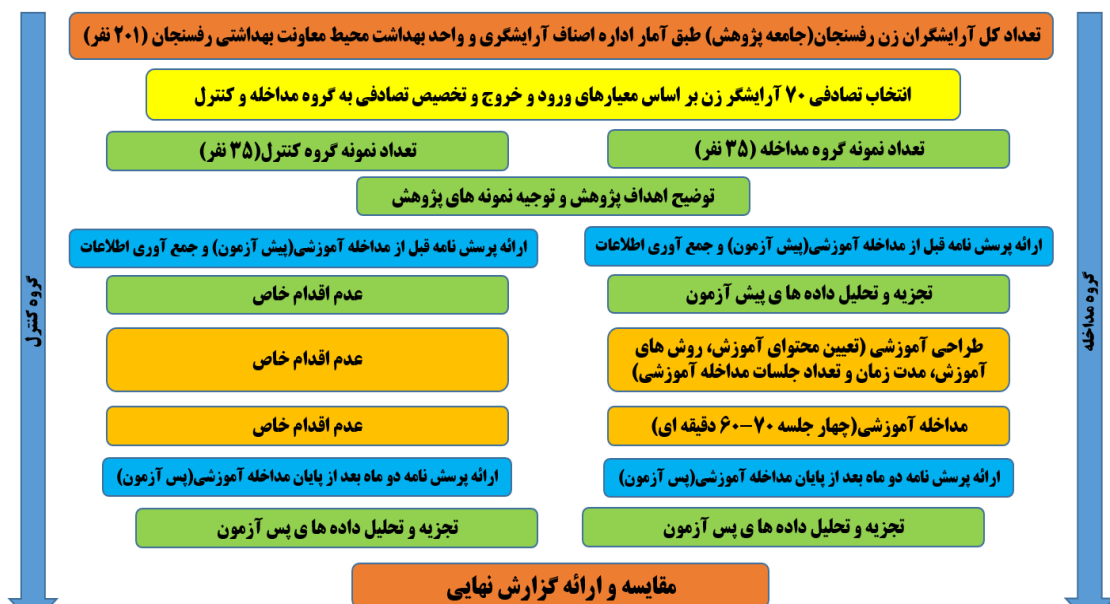 تعداد کل آرایشگران زن رفسنجان(جامعه پژوهش) طبق آمار اداره اصناف آرایشگری و واحد بهداشت محیط معاونت بهداشتی رفسنجان (۲۰۱ نفر)
انتخاب تصادفی ۷۰ آرایشگر زن بر اساس معیارهای ورود و خروج و تخصیص تصادفی به گروه مداخله و کنترل
تعداد نمونه گروه مداخله (۳۵ نفر)
تعداد نمونه گروه کنترل(۳۵ نفر)
توضیح اهداف پژوهش و توجیه نمونه های پژوهش
ارائه پرسش نامه قبل از مداخله آموزشی(پیش آزمون) و جمع آوری اطلاعات
ارائه پرسش نامه قبل از مداخله آموزشی(پیش آزمون) و جمع آوری اطلاعات
تجزیه و تحلیل داده ها ی پیش آزمون
عدم اقدام خاص
طراحی آموزشی (تعیین محتوای آموزش، روش های
آموزش، مدت زمان و تعداد جلسات مداخله آموزشی)
عدم اقدام خاص
مداخله آموزشی(چهار جلسه ۷۰-۶۰ دقیقه ای)
عدم اقدام خاص
ارائه پرسش نامه دو ماه بعد از پایان مداخله آموزشی(پس آزمون)
ارائه پرسش نامه دو ماه بعد از پایان مداخله آموزشی(پس آزمون)
تجزیه و تحلیل داده ها ی پس آزمون
تجزیه و تحلیل داده ها ی پس آزمون
مقایسه و ارائه گزارش نهایی
گروه مداخله
گروه کنترل